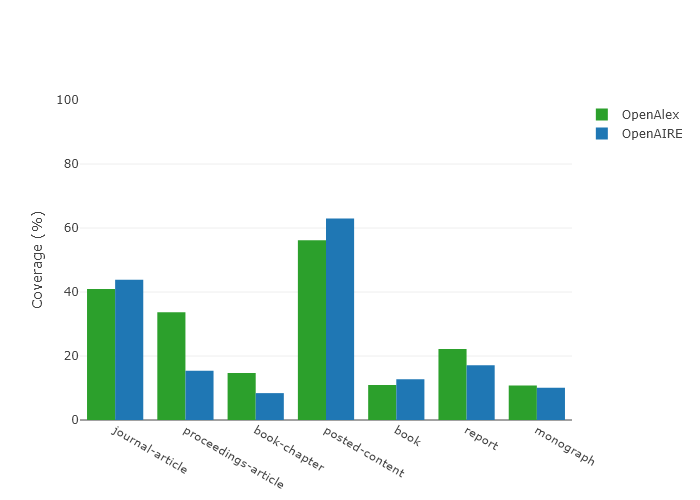 100
80
60
40
20
0
Coverage (%)
journal-article
proceedings-article
book-chapter
posted-content
book
report
monograph
OpenAlex
OpenAIRE